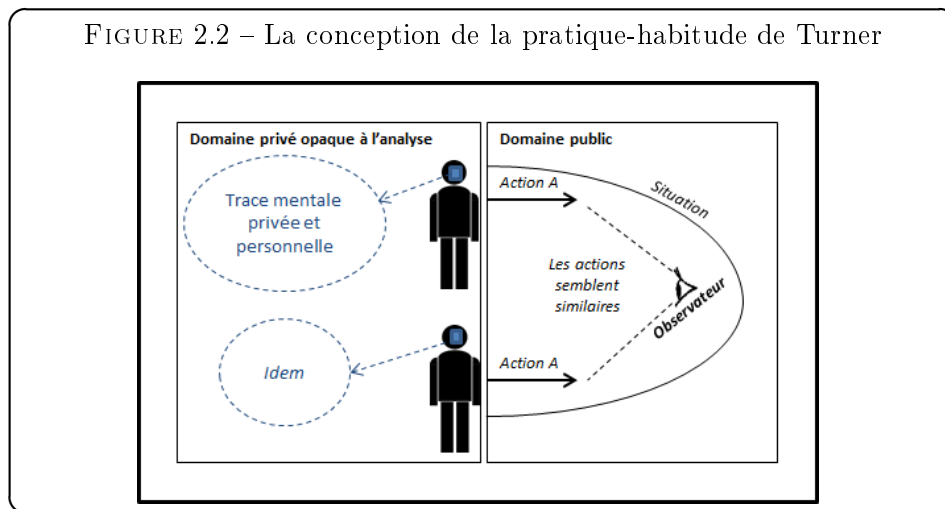 FIGURE 2.2 – La conception de la pratique-habitude de Turner
Domaine privé opaque à l'analyse
Domaine public
Trace mentale
privée et
personnelle
Action A
Situation
Les actions
semblent
similaires
Observateur
Idem
Action A